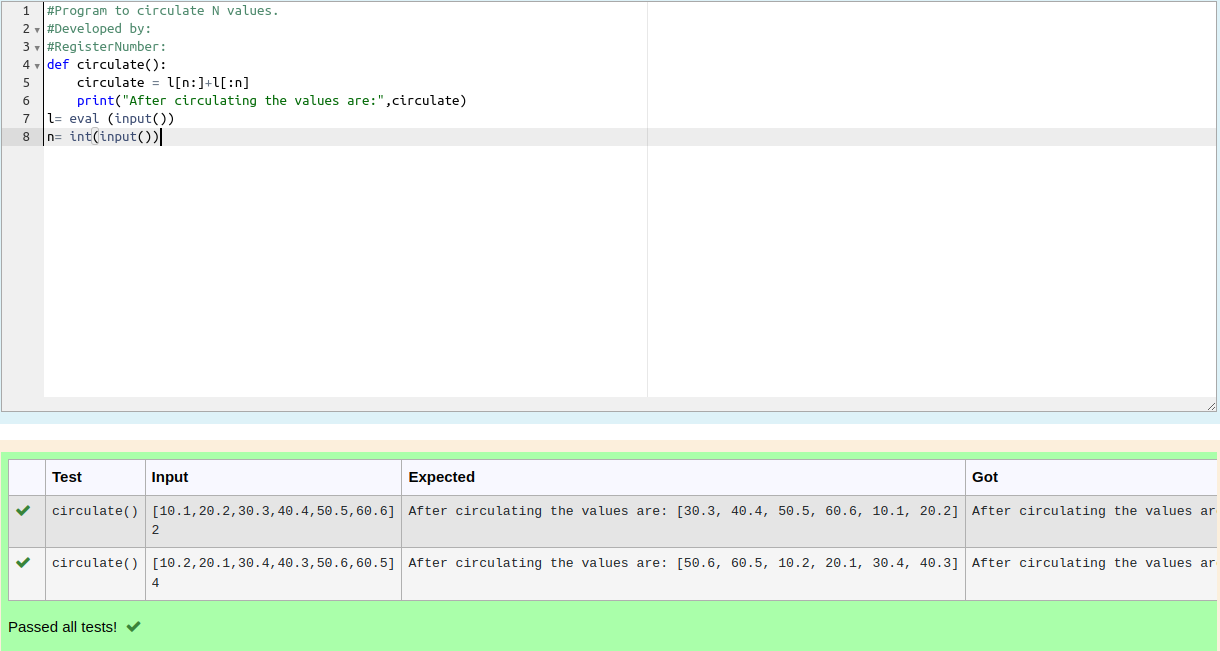 1 #Program to circulate N values.
2 #Developed by:
3 #RegisterNumber:
4 def circulate():
5     circulate = l[n:]+l[:n]
6     print("After circulating the values are:",circulate)
7 l= eval (input())
8 n= int(input())
Test Input Expected Got
circulate() [10.1,20.2,30.3,40.4,50.5,60.6] After circulating the values are: [30.3, 40.4, 50.5, 60.6, 10.1, 20.2] After circulating the values ar
2
circulate() [10.2,20.1,30.4,40.3,50.6,60.5] After circulating the values are: [50.6, 60.5, 10.2, 20.1, 30.4, 40.3] After circulating the values ar
4
Passed all tests!